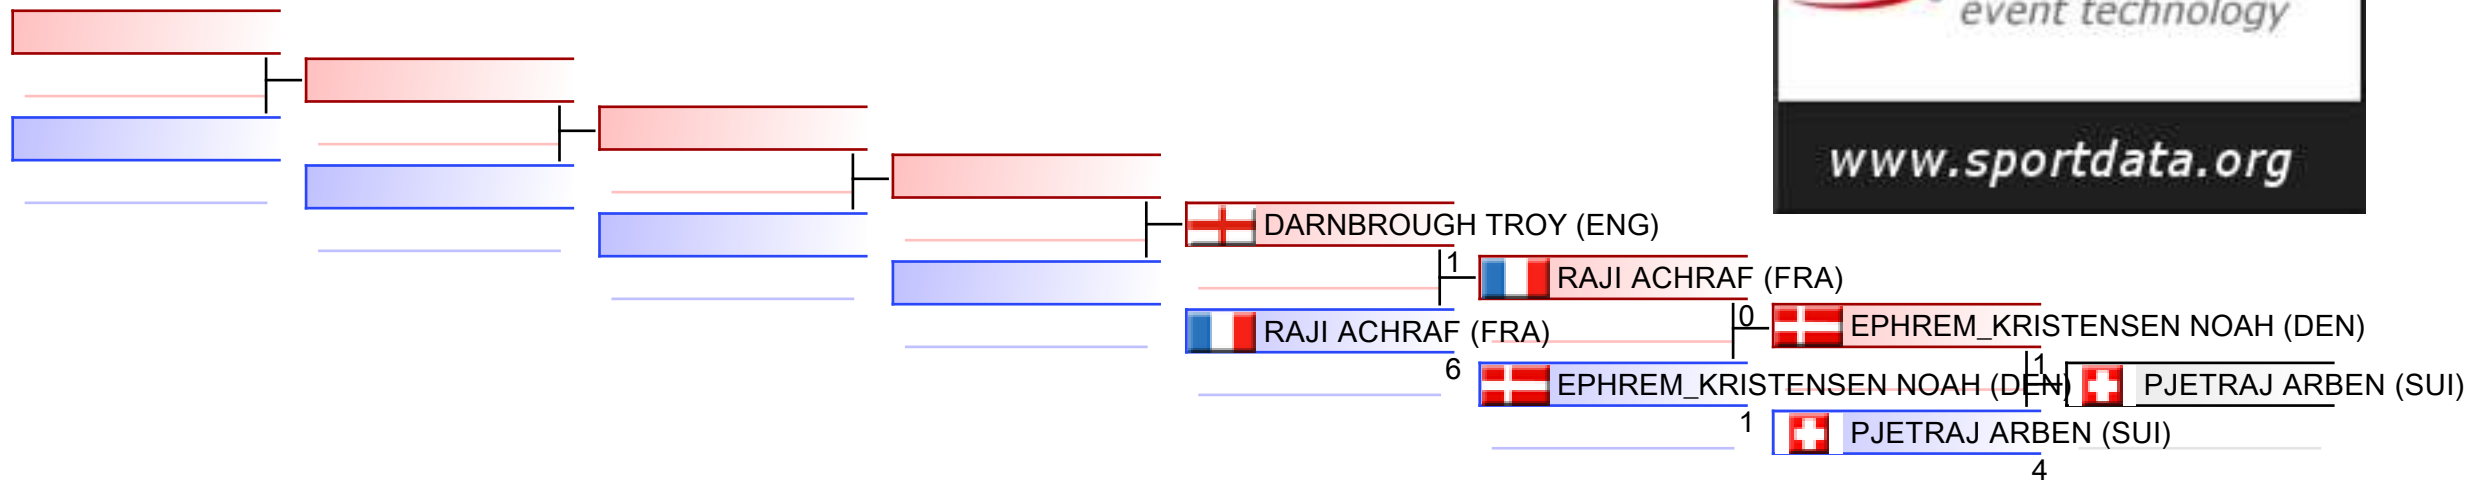 event technology
www.sportdata.org
DARNBROUGH TROY (ENG)
1
RAJI ACHRAF (FRA)
0
RAJI ACHRAF (FRA)
6
EPHREM_KRISTENSEN NOAH (DEN)
1
EPHREM_KRISTENSEN NOAH (DEN)
1
PJETRAJ ARBEN (SUI)
PJETRAJ ARBEN (SUI)
4